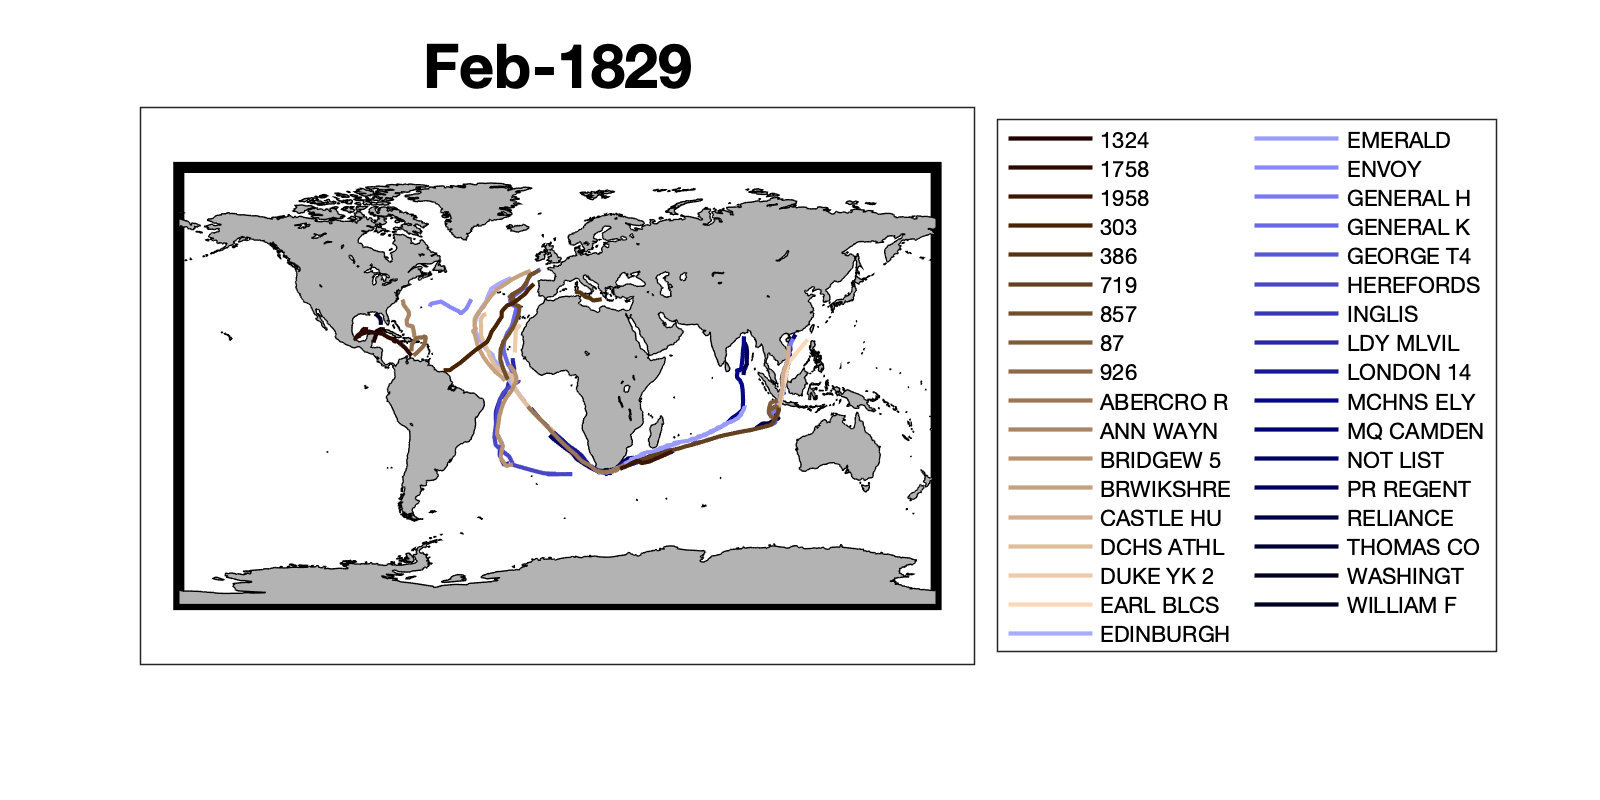 Feb-1829
1324
1758
1958
303
386
719
857
87
926
ABERCRO R
ANN WAYN
BRIDGEW 5
BRWIKSHRE
CASTLE HU
DCHS ATHL
DUKE YK 2
EARL BLCS
EDINBURGH
EMERALD
ENVOY
GENERAL H
GENERAL K
GEORGE T4
HEREFORDS
INGLIS
LDY MLVIL
LONDON 14
MCHNS ELY
MQ CAMDEN
NOT LIST
PR REGENT
RELIANCE
THOMAS CO
WASHINGT
WILLIAM F